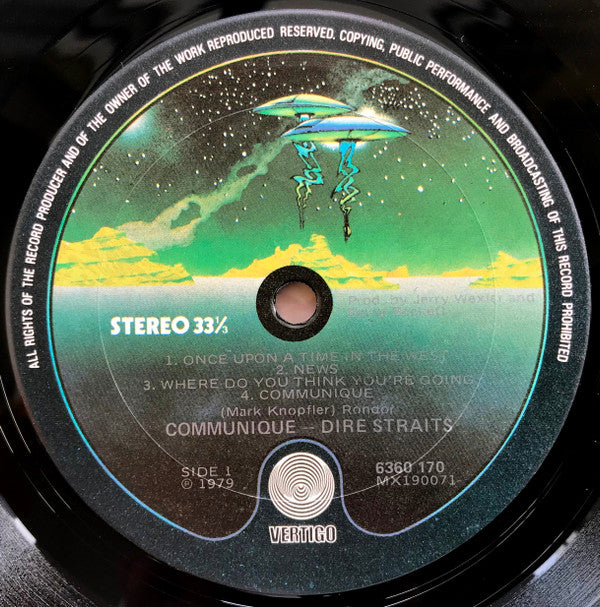 ALL RIGHTS OF THE RECORD PRODUCER AND OF THE OWNER OF THE WORK REPRODUCED RESERVED. COPYING, PUBLIC PERFORMANCE AND BROADCASTING OF THIS RECORD PROHIBITED
Prod. by Jerry Wexler and
STEREO 33⅓
1. ONCE UPON A TIME IN THE WEST
2. NEWS
3. WHERE DO YOU THINK YOU'RE GOING
4. COMMUNIQUE
(Mark Knopfler) Rondor
COMMUNIQUE — DIRE STRAITS
SIDE 1
6360 170
℗ 1979
MX190071
VERTIGO